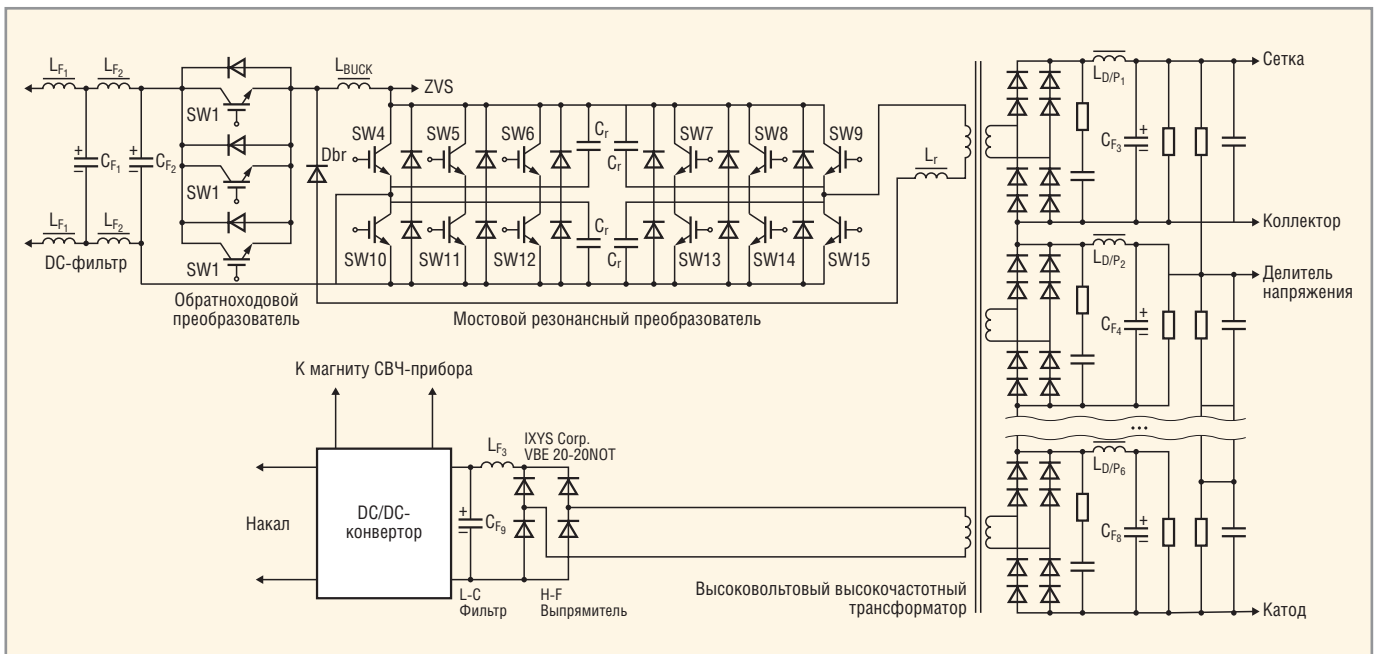 LF1
LF2
LBUCK
ZVS
SW1
SW4
SW5
SW6
Cr
Cr
SW7
SW8
SW9
+
CF1
–
+
CF2
–
SW1
Dbr
Lr
LF1
LF2
SW1
SW10
SW11
SW12
Cr
Cr
SW13
SW14
SW15
DC-фильтр
Обратноходовой
преобразователь
Мостовой резонансный преобразователь
LD/P1
Сетка
+
CF3
–
Коллектор
LD/P2
Делитель
напряжения
+
CF4
–
...
LD/P6
+
CF8
–
Катод
К магниту СВЧ-прибора
Накал
DC/DC-
конвертор
LF3
IXYS Corp.
VBE 20-20NOT
+
CF9
–
L-C
Фильтр
H-F
Выпрямитель
Высоковольтовый высокочастотный
трансформатор